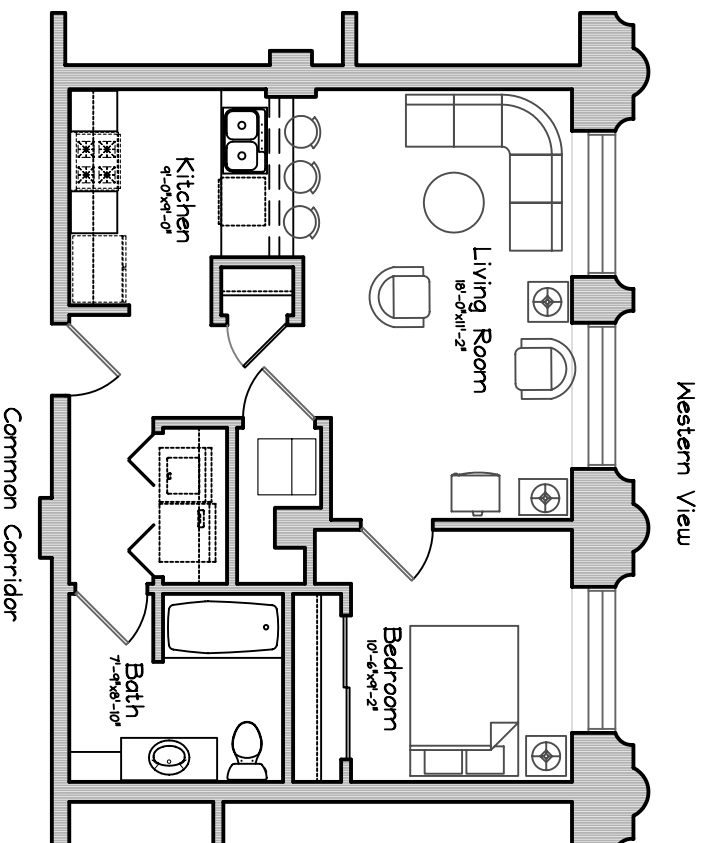 Kitchen
9'-0"x9'-0"
Living Room
18'-0"x11'-2"
Western View
Common Corridor
Bath
7'-9"x8'-10"
Bedroom
10'-6"x9'-2"